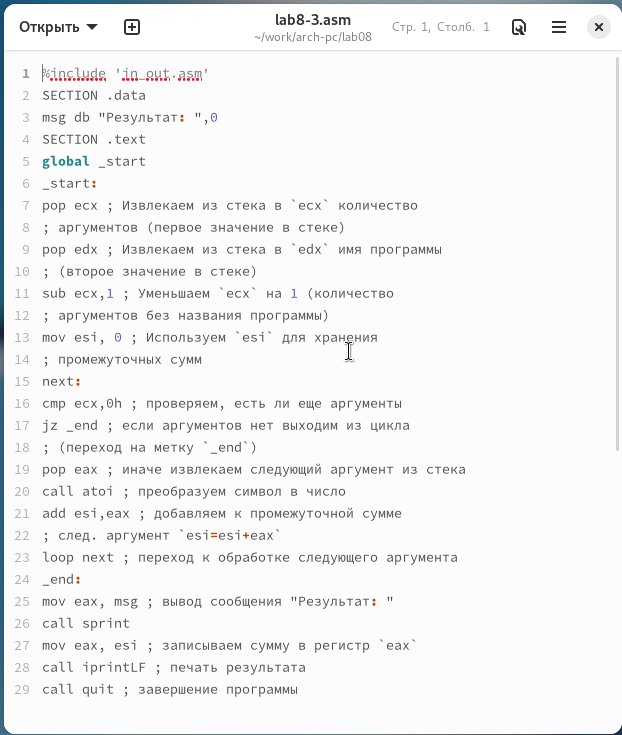 Открыть
lab8-3.asm
~/work/arch-pc/lab08
Стр. 1, Столб. 1
1 %include 'in_out.asm'
2 SECTION .data
3 msg db "Результат: ",0
4 SECTION .text
5 global _start
6 _start:
7 pop ecx ; Извлекаем из стека в `ecx` количество
8 ; аргументов (первое значение в стеке)
9 pop edx ; Извлекаем из стека в `edx` имя программы
10 ; (второе значение в стеке)
11 sub ecx,1 ; Уменьшаем `ecx` на 1 (количество
12 ; аргументов без названия программы)
13 mov esi, 0 ; Используем `esi` для хранения
14 ; промежуточных сумм
15 next:
16 cmp ecx,0h ; проверяем, есть ли еще аргументы
17 jz _end ; если аргументов нет выходим из цикла
18 ; (переход на метку `_end`)
19 pop eax ; иначе извлекаем следующий аргумент из стека
20 call atoi ; преобразуем символ в число
21 add esi,eax ; добавляем к промежуточной сумме
22 ; след. аргумент `esi=esi+eax`
23 loop next ; переход к обработке следующего аргумента
24 _end:
25 mov eax, msg ; вывод сообщения "Результат: "
26 call sprint
27 mov eax, esi ; записываем сумму в регистр `eax`
28 call iprintLF ; печать результата
29 call quit ; завершение программы